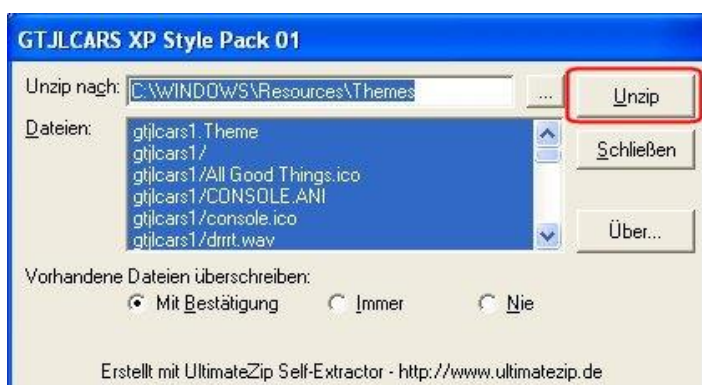 GTJLCARS XP Style Pack 01
Unzip nach: C:\WINDOWS\Resources\Themes ... Unzip
Dateien:
gtjlcars1.Theme
gtjlcars1/
gtjlcars1/All Good Things.ico
gtjlcars1/CONSOLE.ANI
gtjlcars1/console.ico
gtjlcars1/drrrt.wav
Schließen
Über...
Vorhandene Dateien überschreiben:
Mit Bestätigung Immer Nie
Erstellt mit UltimateZip Self-Extractor - http://www.ultimatezip.de